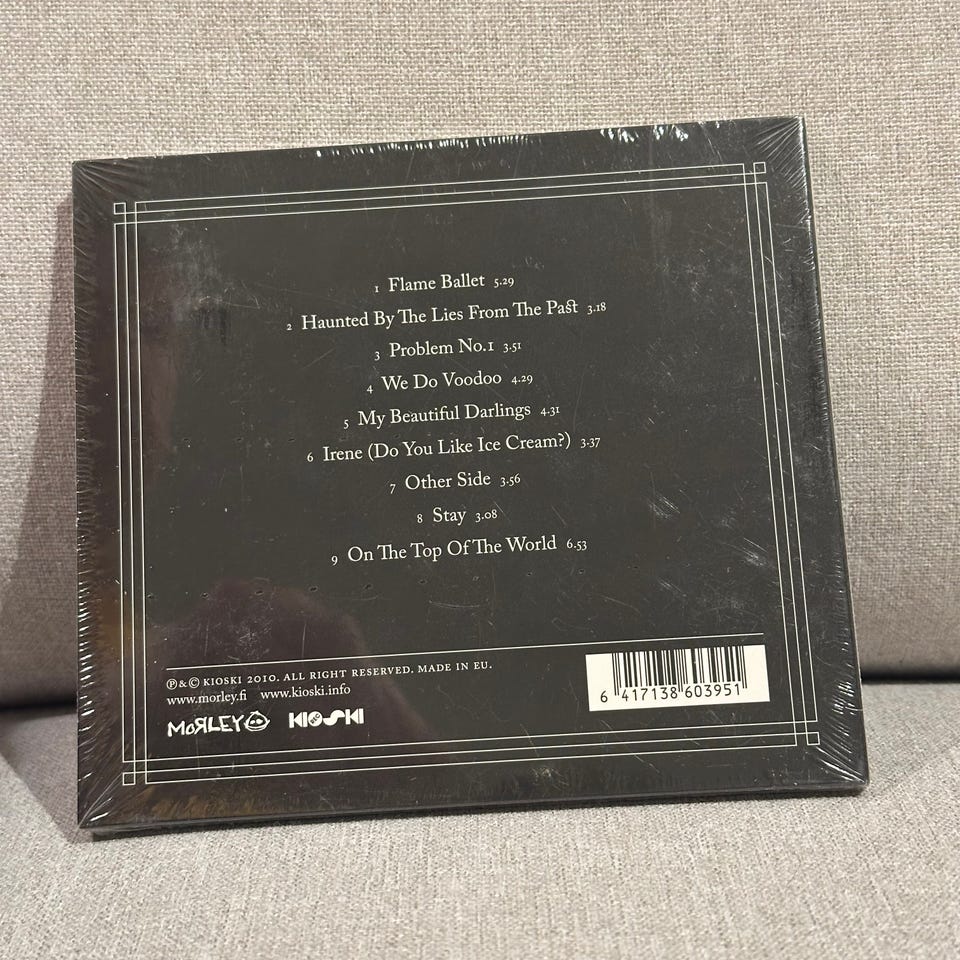 1 Flame Ballet 5.29
2 Haunted By The Lies From The Past 3.18
3 Problem No.1 3.51
4 We Do Voodoo 4.29
5 My Beautiful Darlings 4.31
6 Irene (Do You Like Ice Cream?) 3.37
7 Other Side 3.56
8 Stay 3.08
9 On The Top Of The World 6.53
℗ & © KIOSKI 2010. ALL RIGHT RESERVED. MADE IN EU.
www.morley.fi www.kioski.info
MoЯLEY KIOSKI
6 417138 603951